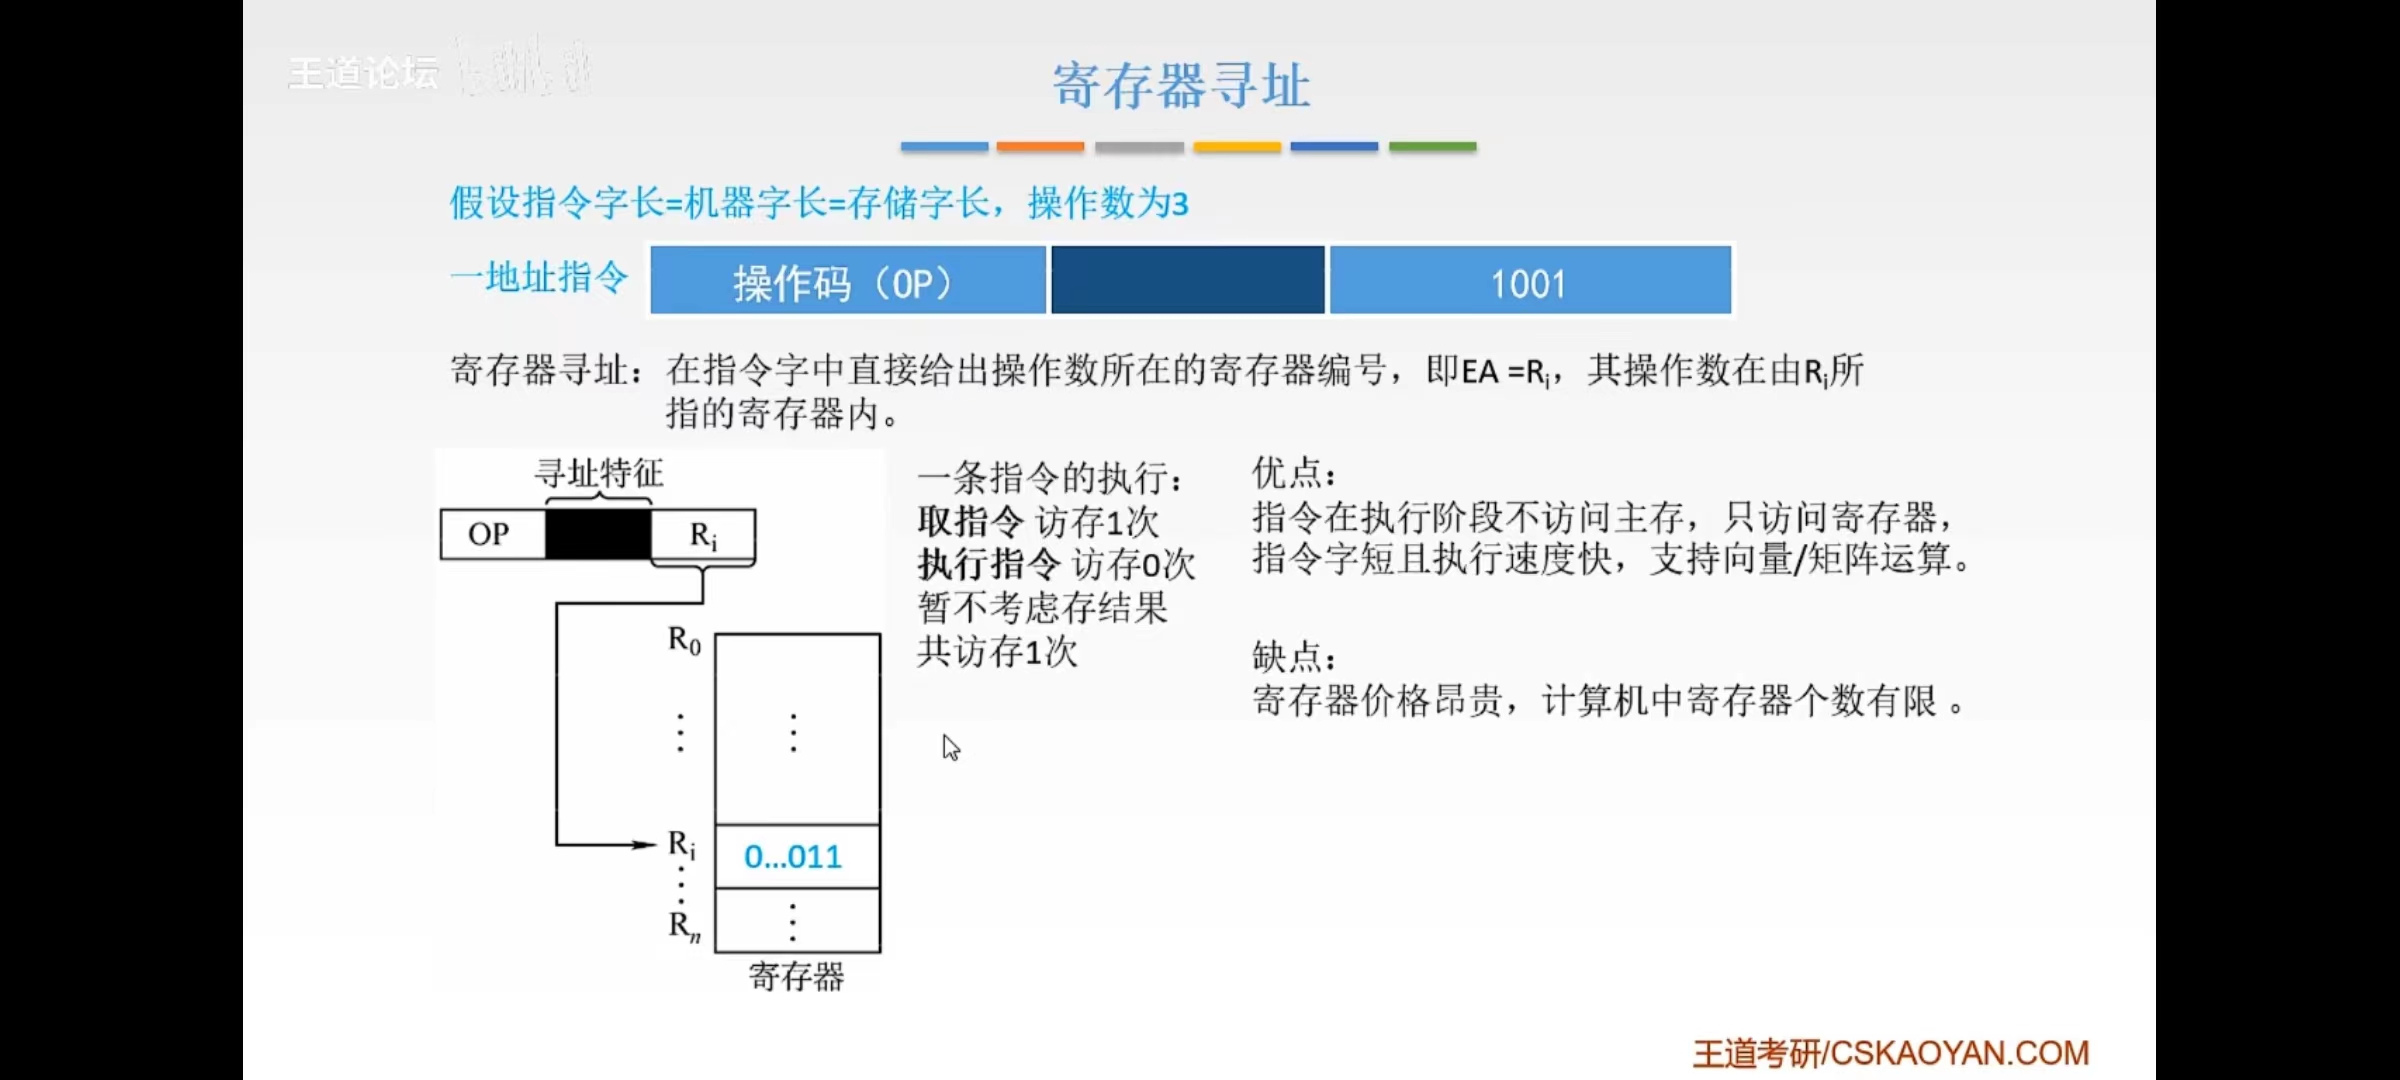 王道论坛
寄存器寻址
假设指令字长=机器字长=存储字长，操作数为3
一地址指令 操作码（OP） 1001
寄存器寻址：在指令字中直接给出操作数所在的寄存器编号，即EA =Ri，其操作数在由Ri所
指的寄存器内。
寻址特征
OP Ri
R0
⋮ ⋮
Ri 0...011
⋮
Rn ⋮
寄存器
一条指令的执行：
取指令 访存1次
执行指令 访存0次
暂不考虑存结果
共访存1次
优点：
指令在执行阶段不访问主存，只访问寄存器，
指令字短且执行速度快，支持向量/矩阵运算。
缺点：
寄存器价格昂贵，计算机中寄存器个数有限 。
王道考研/CSKAOYAN.COM